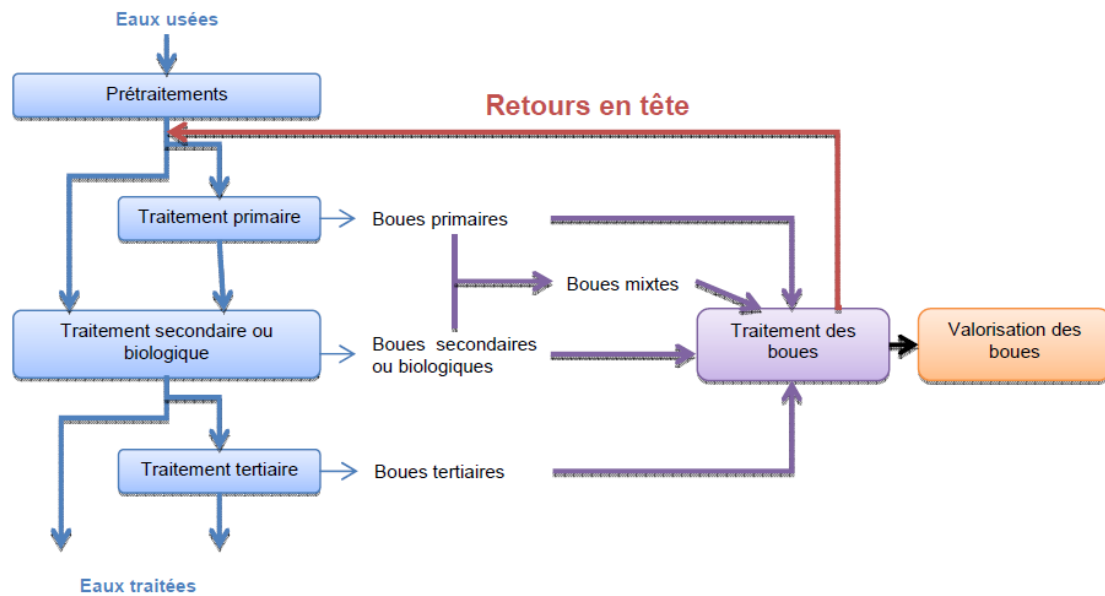 Eaux usées
Prétraitements
Retours en tête
Traitement primaire
Boues primaires
Boues mixtes
Traitement secondaire ou
biologique
Boues secondaires
ou biologiques
Traitement des
boues
Valorisation des
boues
Traitement tertiaire
Boues tertiaires
Eaux traitées